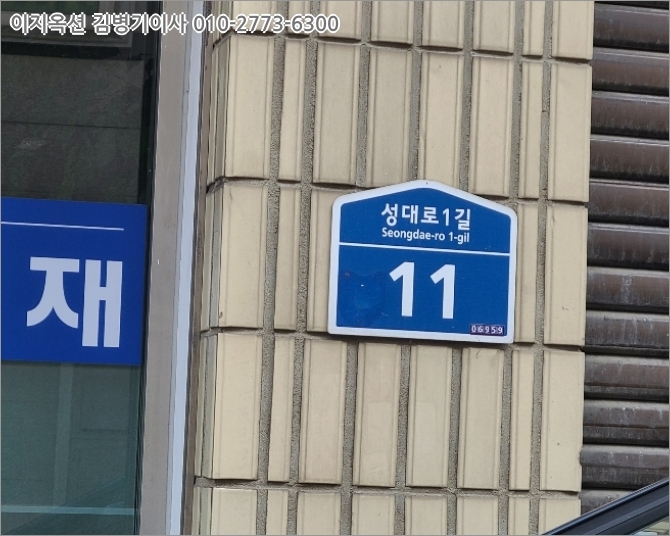 이지옥션 김병기이사 010-2773-6300
성대로1길
Seongdae-ro 1-gil
11
06959
재